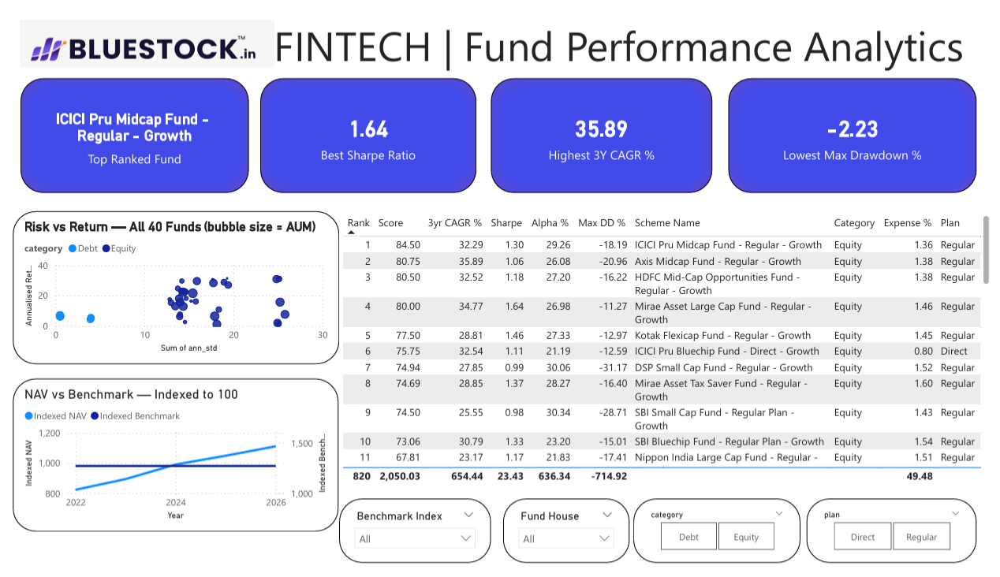 BLUESTOCK.in™ FINTECH | Fund Performance Analytics
ICICI Pru Midcap Fund -
Regular - Growth
Top Ranked Fund
1.64
Best Sharpe Ratio
35.89
Highest 3Y CAGR %
-2.23
Lowest Max Drawdown %
Risk vs Return — All 40 Funds (bubble size = AUM)
category Debt Equity
Annualised Ret...
40
20
0
0 10 20 30
Sum of ann_std
NAV vs Benchmark — Indexed to 100
Indexed NAV Indexed Benchmark
Indexed NAV
1,200
1,000
800
1,500
1,000
Indexed Bench...
2022 2024 2026
Year
Rank Score 3yr CAGR % Sharpe Alpha % Max DD % Scheme Name Category Expense % Plan
1 84.50 32.29 1.30 29.26 -18.19 ICICI Pru Midcap Fund - Regular - Growth Equity 1.36 Regular
2 80.75 35.89 1.06 26.08 -20.96 Axis Midcap Fund - Regular - Growth Equity 1.38 Regular
3 80.50 32.52 1.18 27.20 -16.22 HDFC Mid-Cap Opportunities Fund - Equity 1.38 Regular
Regular - Growth
4 80.00 34.77 1.64 26.98 -11.27 Mirae Asset Large Cap Fund - Regular - Equity 1.46 Regular
Growth
5 77.50 28.81 1.46 27.33 -12.97 Kotak Flexicap Fund - Regular - Growth Equity 1.45 Regular
6 75.75 32.54 1.11 21.19 -12.59 ICICI Pru Bluechip Fund - Direct - Growth Equity 0.80 Direct
7 74.94 27.85 0.99 30.06 -31.17 DSP Small Cap Fund - Regular - Growth Equity 1.52 Regular
8 74.69 28.85 1.37 28.27 -16.40 Mirae Asset Tax Saver Fund - Regular - Equity 1.60 Regular
Growth
9 74.50 25.55 0.98 30.34 -28.71 SBI Small Cap Fund - Regular Plan - Equity 1.43 Regular
Growth
10 73.06 30.79 1.33 23.20 -15.01 SBI Bluechip Fund - Regular Plan - Growth Equity 1.54 Regular
11 67.81 23.17 1.17 21.83 -17.41 Nippon India Large Cap Fund - Regular - Equity 1.51 Regular
820 2,050.03 654.44 23.43 636.34 -714.92 49.48
Benchmark Index
All
Fund House
All
category
Debt Equity
plan
Direct Regular